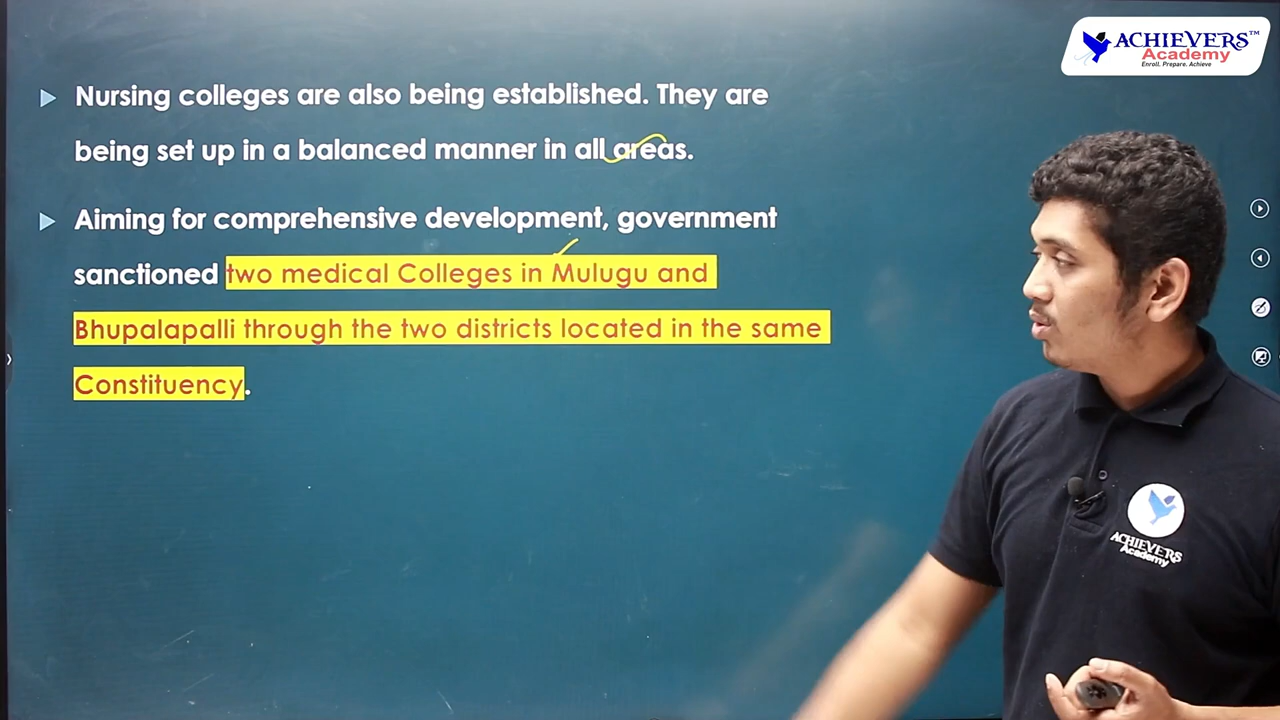 ACHIEVERS™
Academy
Enroll. Prepare. Achieve
Nursing colleges are also being established. They are
being set up in a balanced manner in all areas.
Aiming for comprehensive development, government
sanctioned two medical Colleges in Mulugu and
Bhupalapalli through the two districts located in the same
Constituency.
ACHIEVERS
Academy